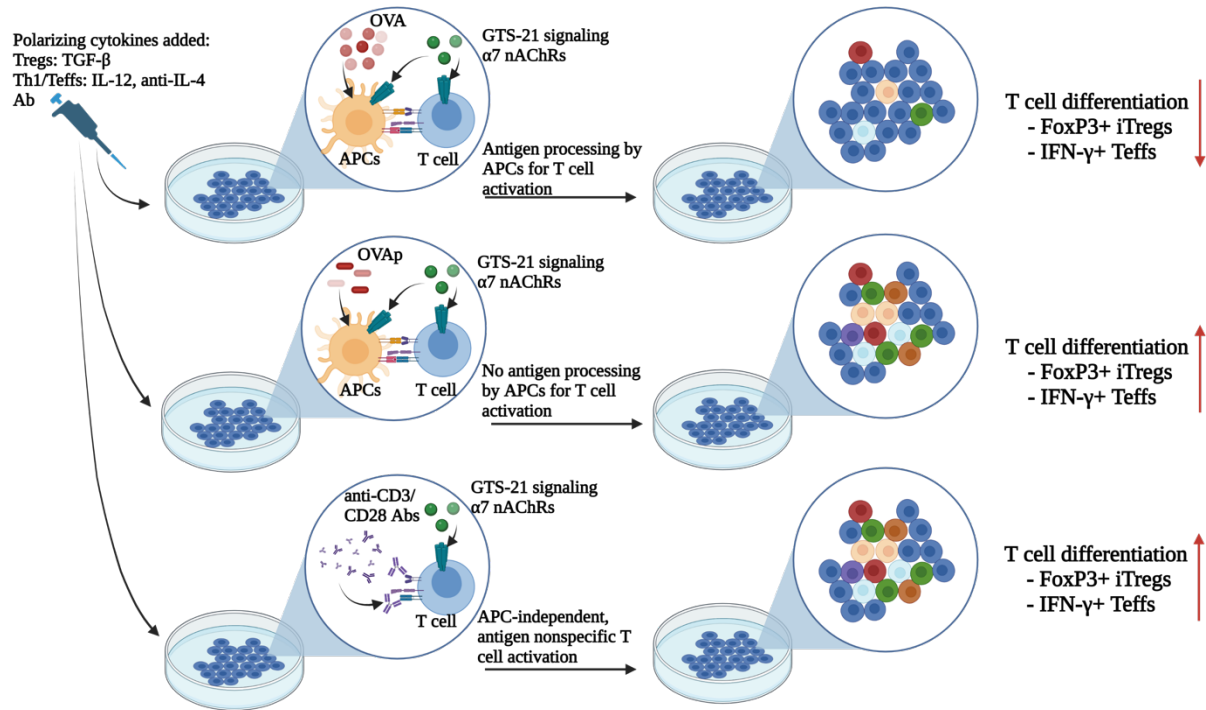 Polarizing cytokines added:
Tregs: TGF-β
Th1/Teffs: IL-12, anti-IL-4
Ab
OVA
GTS-21 signaling
α7 nAChRs
APCs
T cell
Antigen processing by
APCs for T cell
activation
T cell differentiation
- FoxP3+ iTregs
- IFN-γ+ Teffs
OVAp
GTS-21 signaling
α7 nAChRs
APCs
T cell
No antigen processing
by APCs for T cell
activation
T cell differentiation
- FoxP3+ iTregs
- IFN-γ+ Teffs
anti-CD3/
CD28 Abs
GTS-21 signaling
α7 nAChRs
T cell
APC-independent,
antigen nonspecific T
cell activation
T cell differentiation
- FoxP3+ iTregs
- IFN-γ+ Teffs